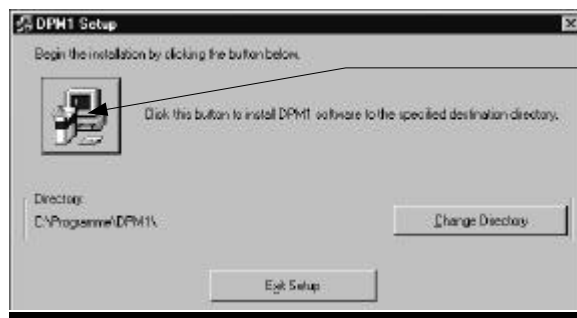 DPM1 Setup
Begin the installation by clicking the button below.
Click this button to install DPM1 software to the specified destination directory.
Directory:
C:\Programme\DPM1\
Change Directory
Exit Setup